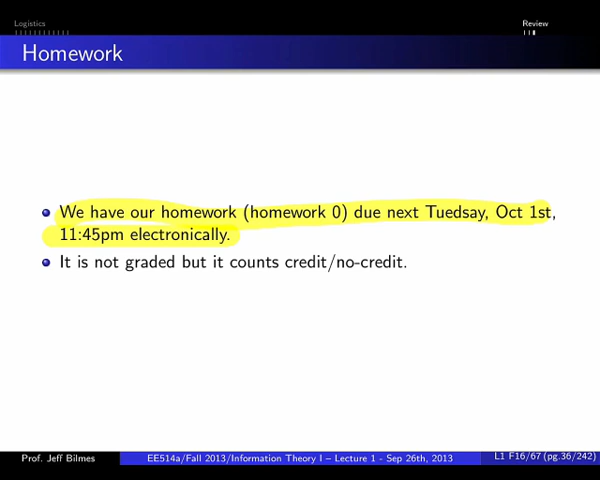 Logistics
Review
Homework
We have our homework (homework 0) due next Tuedsay, Oct 1st,
11:45pm electronically.
It is not graded but it counts credit/no-credit.
Prof. Jeff Bilmes
EE514a/Fall 2013/Information Theory I – Lecture 1 - Sep 26th, 2013
L1 F16/67 (pg.36/242)